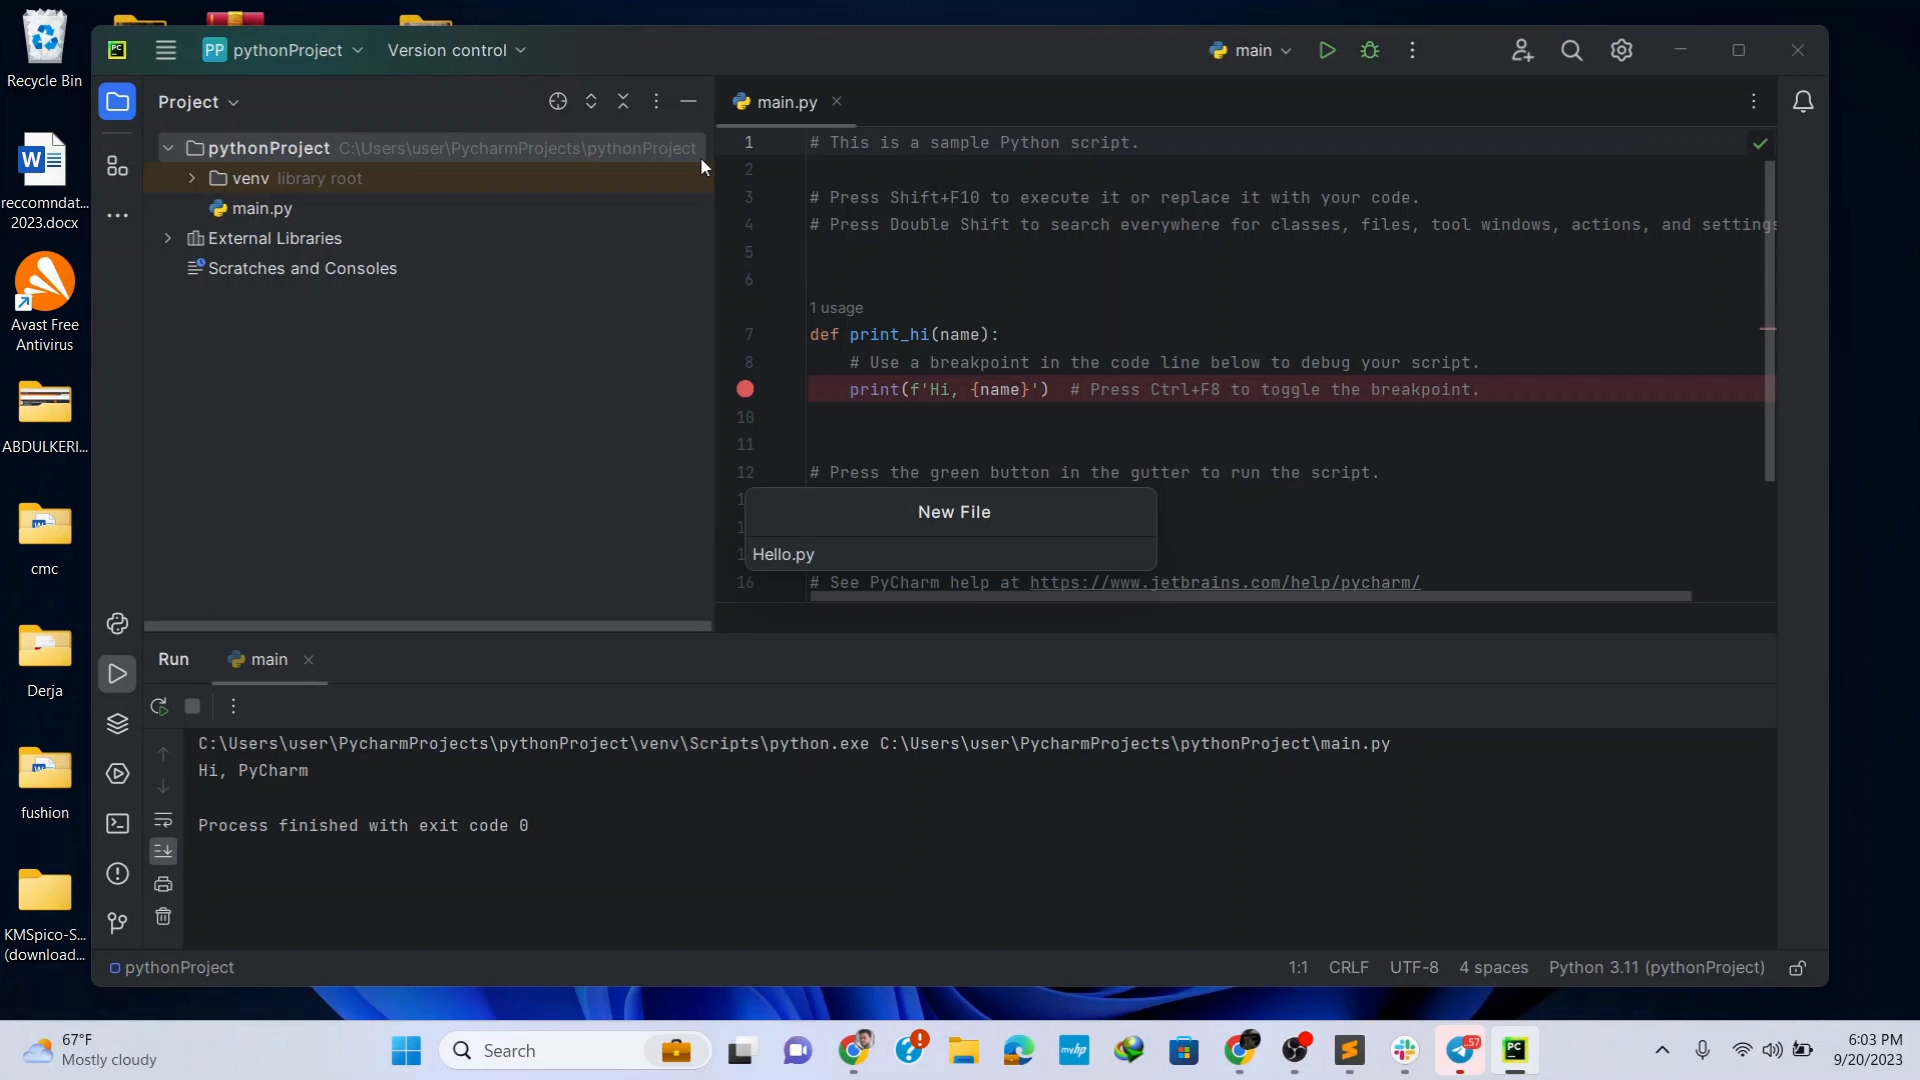 Recycle Bin
reccomndat...
2023.docx
Avast Free
Antivirus
ABDULKERI...
cmc
Derja
fushion
KMSpico-S...
(download...
PC
PP pythonProject
Version control
main
Project
pythonProject C:\Users\user\PycharmProjects\pythonProject
venv library root
main.py
External Libraries
Scratches and Consoles
main.py
1 # This is a sample Python script.
2
3 # Press Shift+F10 to execute it or replace it with your code.
4 # Press Double Shift to search everywhere for classes, files, tool windows, actions, and settings
5
6
1 usage
7 def print_hi(name):
8 # Use a breakpoint in the code line below to debug your script.
print(f'Hi, {name}') # Press Ctrl+F8 to toggle the breakpoint.
10
11
12 # Press the green button in the gutter to run the script.
New File
Hello.py
16 # See PyCharm help at https://www.jetbrains.com/help/pycharm/
Run main
C:\Users\user\PycharmProjects\pythonProject\venv\Scripts\python.exe C:\Users\user\PycharmProjects\pythonProject\main.py
Hi, PyCharm
Process finished with exit code 0
pythonProject
1:1 CRLF UTF-8 4 spaces Python 3.11 (pythonProject)
67°F
Mostly cloudy
Search
myhp
57
PC
6:03 PM
9/20/2023